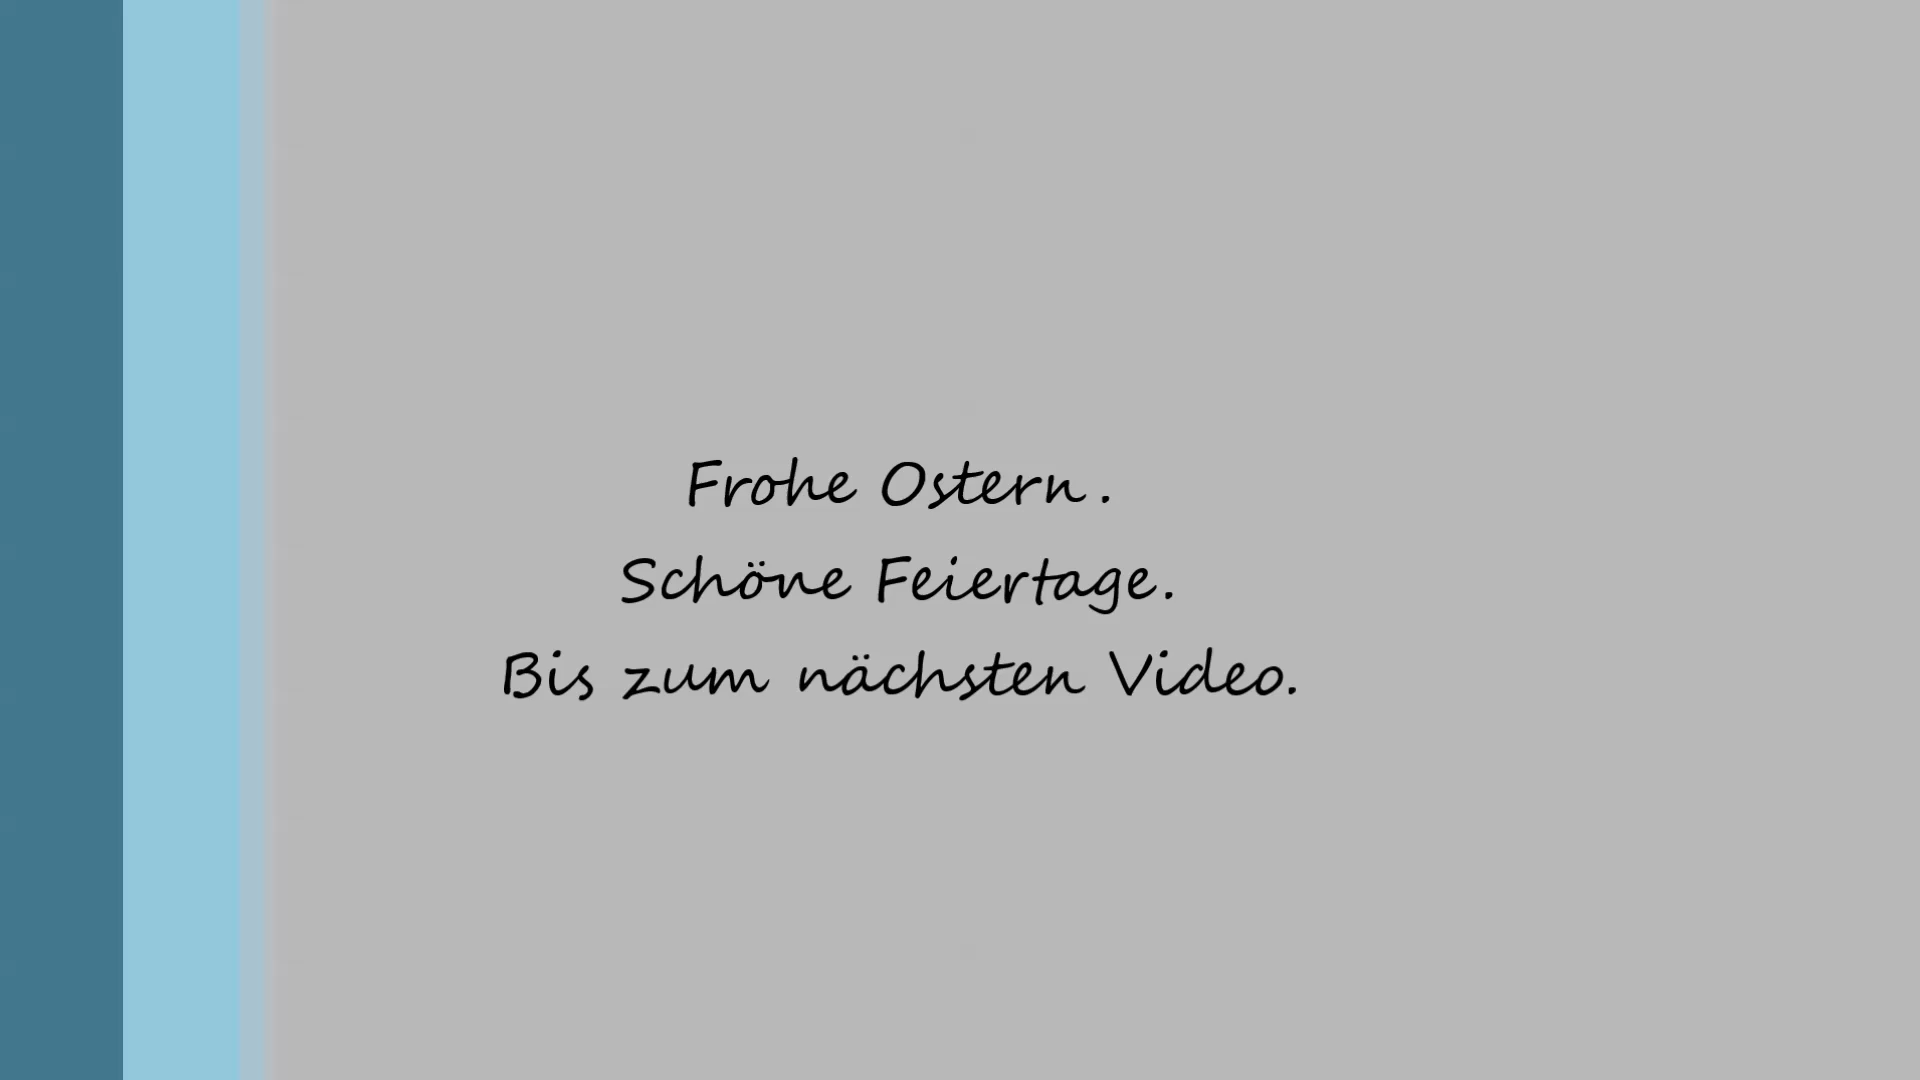 Frohe Ostern.
Schöne Feiertage.
Bis zum nächsten Video.